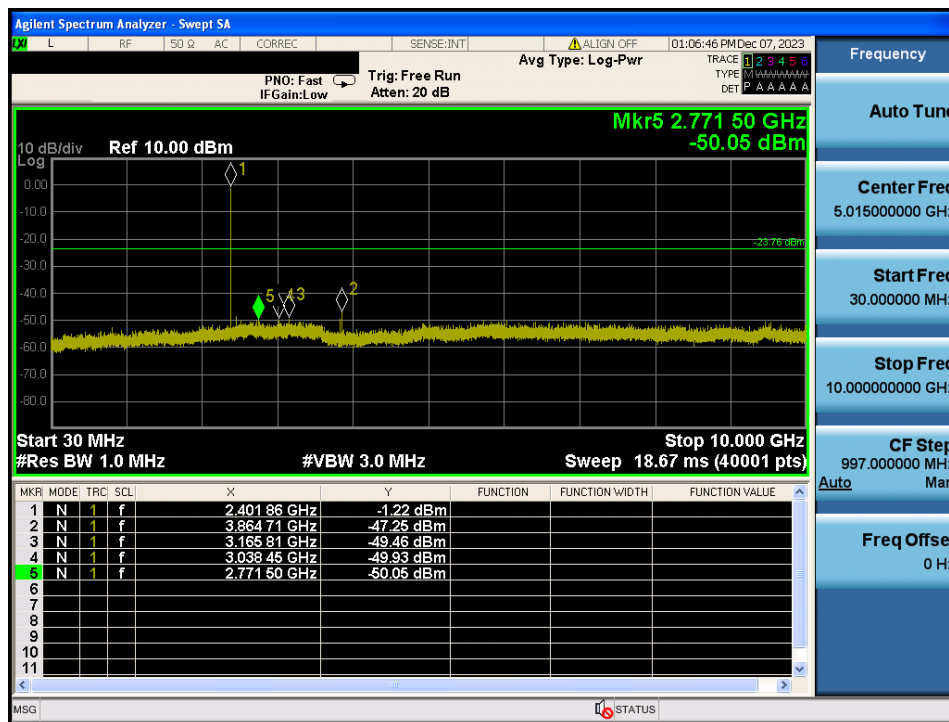 Agilent Spectrum Analyzer - Swept SA
LXI L RF 50 Ω AC CORREC SENSE:INT ALIGN OFF 01:06:46 PM Dec 07, 2023
Avg Type: Log-Pwr TRACE 1 2 3 4 5 6
PNO: Fast Trig: Free Run TYPE M
IFGain:Low Atten: 20 dB DET P A A A A A
Mkr5 2.771 50 GHz
-50.05 dBm
10 dB/div Ref 10.00 dBm
Log
1
0.00
-10.0
-20.0
-23.76 dBm
-30.0
-40.0
5 4 3 2
-50.0
-60.0
-70.0
-80.0
Start 30 MHz Stop 10.000 GHz
#Res BW 1.0 MHz #VBW 3.0 MHz Sweep 18.67 ms (40001 pts)
MKR MODE TRC SCL X Y FUNCTION FUNCTION WIDTH FUNCTION VALUE
1 N 1 f 2.401 86 GHz -1.22 dBm
2 N 1 f 3.864 71 GHz -47.25 dBm
3 N 1 f 3.165 81 GHz -49.46 dBm
4 N 1 f 3.038 45 GHz -49.93 dBm
5 N 1 f 2.771 50 GHz -50.05 dBm
6
7
8
9
10
11
MSG STATUS
Frequency
Auto Tun
Center Fre
5.015000000 GH
Start Fre
30.000000 MH
Stop Fre
10.000000000 GH
CF Step
997.000000 MH
Auto Mar
Freq Offse
0 H